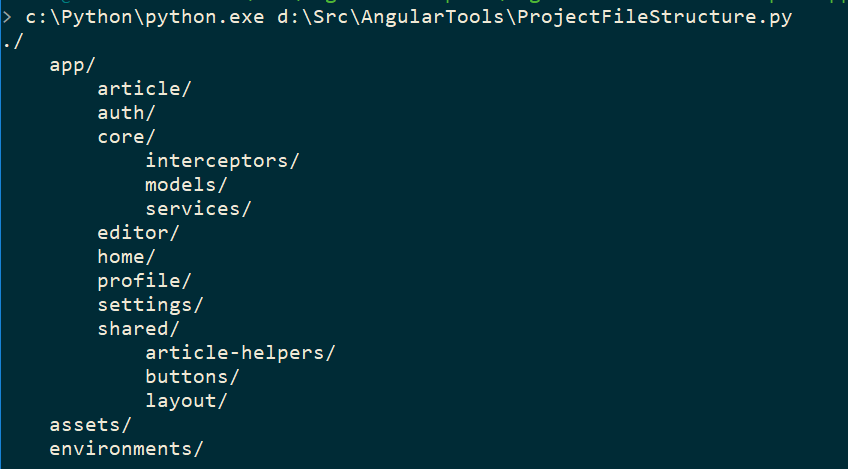 > c:\Python\python.exe d:\Src\AngularTools\ProjectFileStructure.py
./
    app/
        article/
        auth/
        core/
            interceptors/
            models/
            services/
        editor/
        home/
        profile/
        settings/
        shared/
            article-helpers/
            buttons/
            layout/
    assets/
    environments/